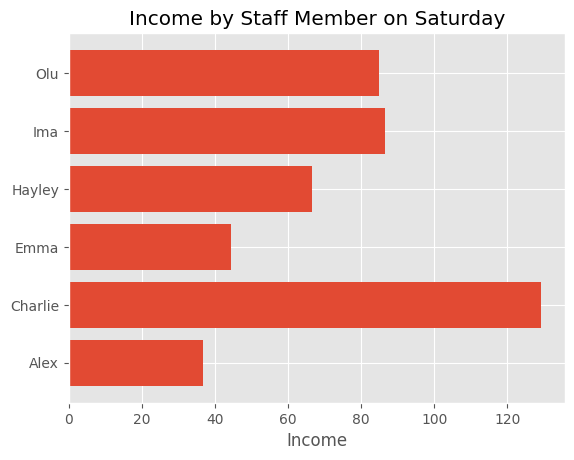 Income by Staff Member on Saturday
Olu
Ima
Hayley
Emma
Charlie
Alex
0 20 40 60 80 100 120
Income